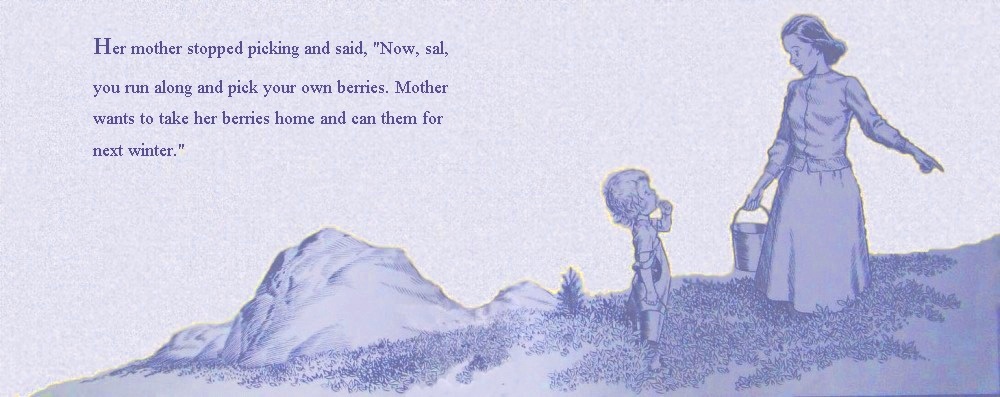 Her mother stopped picking and said, "Now, sal,
you run along and pick your own berries. Mother
wants to take her berries home and can them for
next winter."